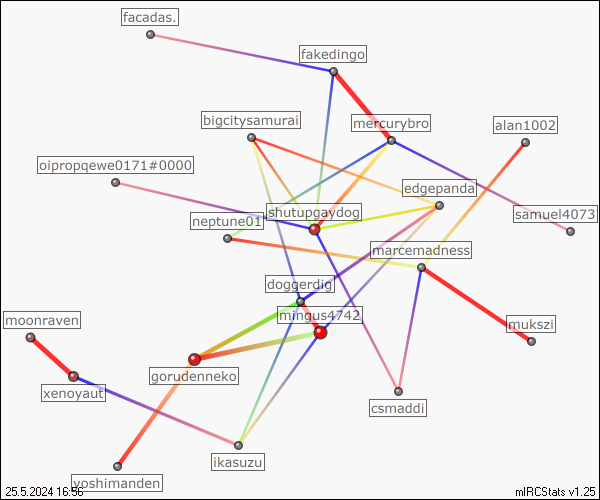 facadas.
fakedingo
bigcitysamurai
mercurybro
alan1002
oipropqewe0171#0000
edgepanda
shutupgaydog
samuel4073
neptune01
marcemadness
doggerdig
mingus4742
moonraven
mukszi
gorudenneko
xenoyaut
csmaddi
ikasuzu
yoshimanden
25.5.2024 16:56
mIRCStats v1.25